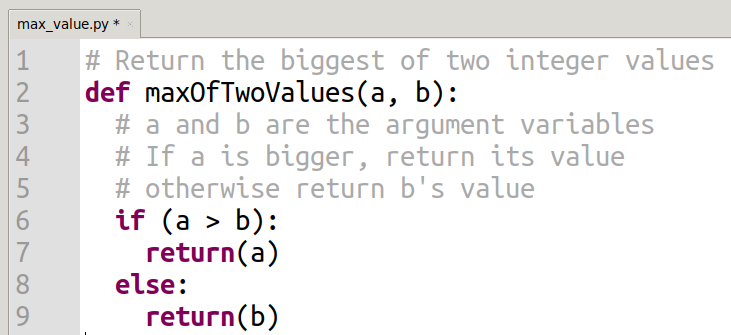 max_value.py * ×
1 # Return the biggest of two integer values
2 def maxOfTwoValues(a, b):
3   # a and b are the argument variables
4   # If a is bigger, return its value
5   # otherwise return b's value
6   if (a > b):
7     return(a)
8   else:
9     return(b)